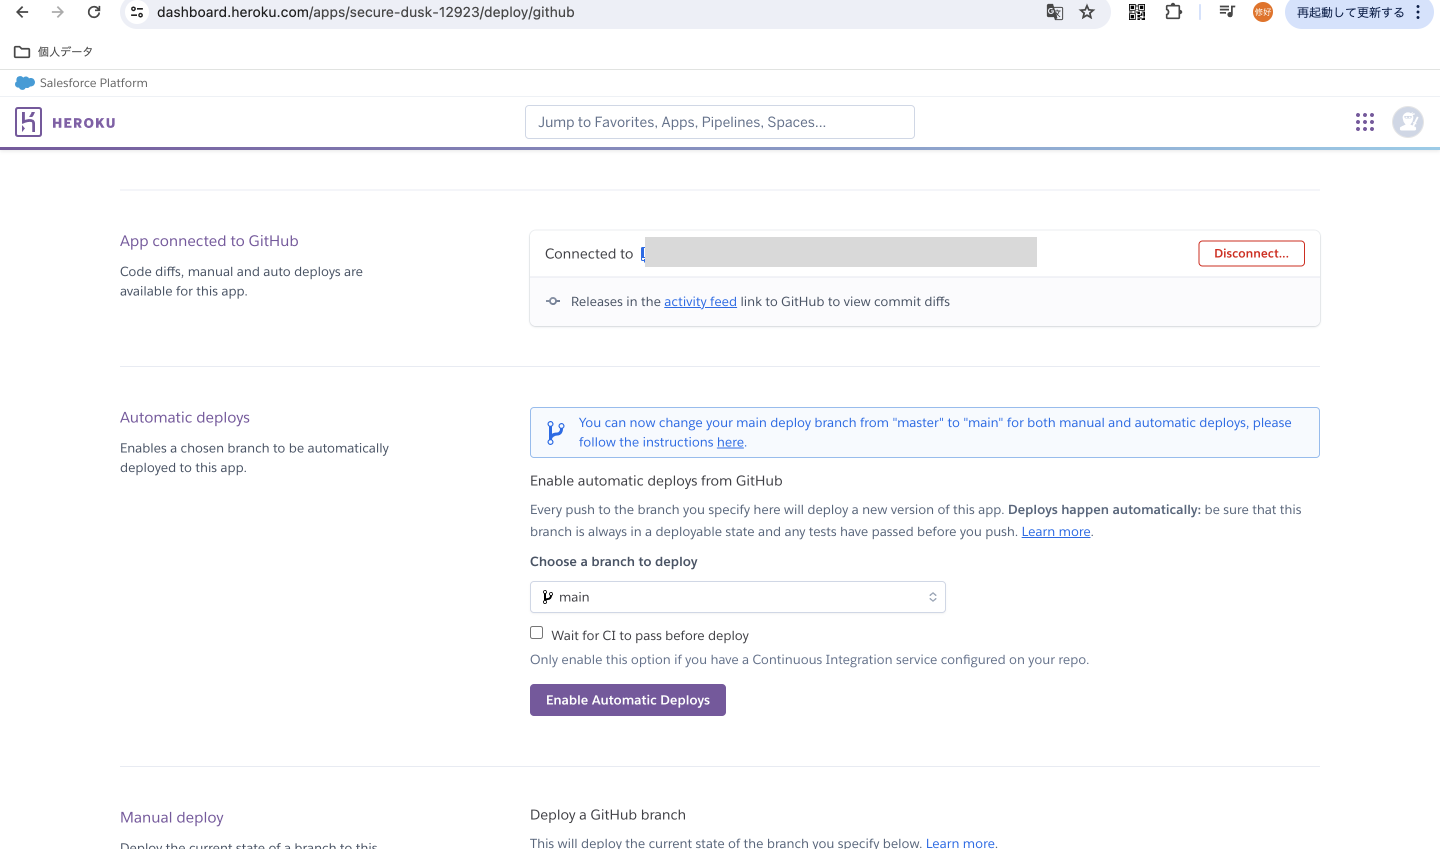 dashboard.heroku.com/apps/secure-dusk-12923/deploy/github
修好
再起動して更新する
個人データ
Salesforce Platform
HEROKU
Jump to Favorites, Apps, Pipelines, Spaces...
App connected to GitHub
Code diffs, manual and auto deploys are
available for this app.
Connected to
Disconnect...
Releases in the activity feed link to GitHub to view commit diffs
Automatic deploys
Enables a chosen branch to be automatically
deployed to this app.
You can now change your main deploy branch from "master" to "main" for both manual and automatic deploys, please
follow the instructions here.
Enable automatic deploys from GitHub
Every push to the branch you specify here will deploy a new version of this app. Deploys happen automatically: be sure that this
branch is always in a deployable state and any tests have passed before you push. Learn more.
Choose a branch to deploy
main
Wait for CI to pass before deploy
Only enable this option if you have a Continuous Integration service configured on your repo.
Enable Automatic Deploys
Manual deploy
Deploy the current state of a branch to this
Deploy a GitHub branch
This will deploy the current state of the branch you specify below. Learn more.